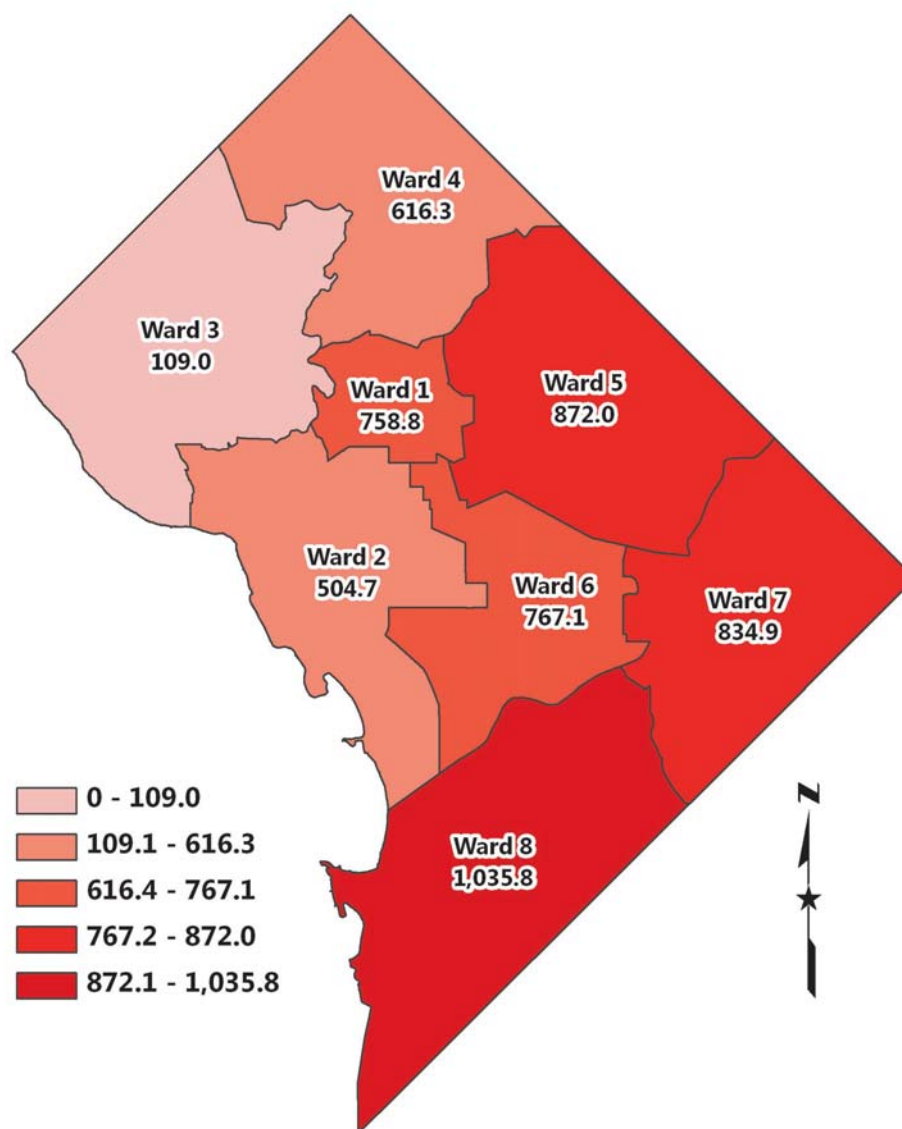 Ward 4
616.3
Ward 3
109.0
Ward 1
758.8
Ward 5
872.0
Ward 2
504.7
Ward 6
767.1
Ward 7
834.9
Ward 8
1,035.8
0 - 109.0
109.1 - 616.3
616.4 - 767.1
767.2 - 872.0
872.1 - 1,035.8
N